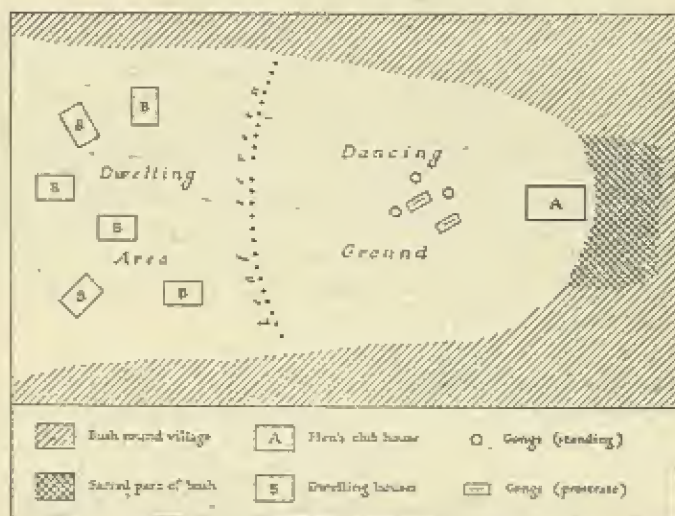 B
B
Dwelling
B
B
Area
B
B
Dancing
Ground
A
Bush round village
A Men's club house
Gongs (standing)
Sacred part of bush
B Dwelling houses
Gongs (prostrate)